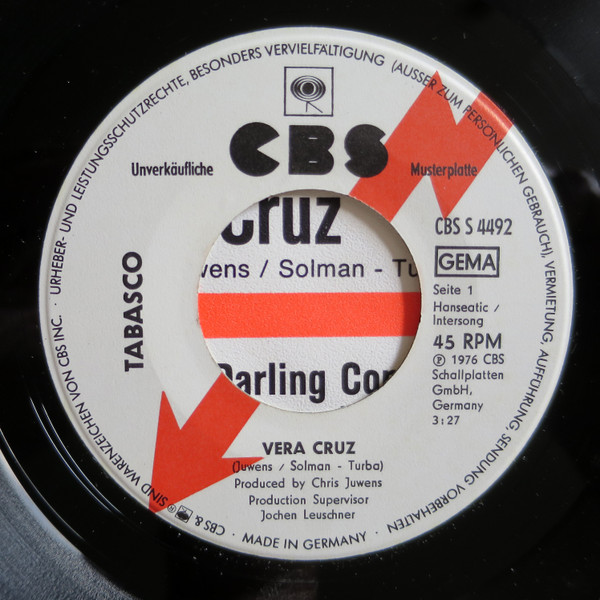 URHEBER- UND LEISTUNGSSCHUTZRECHTE, BESONDERS VERVIELFÄLTIGUNG (AUSSER ZUM PERSÖNLICHEN GEBRAUCH), VERMIETUNG, AUFFÜHRUNG, SENDUNG VORBEHALTEN
CBS
Unverkäufliche
Musterplatte
TABASCO
CBS S 4492
GEMA
Seite 1
Hanseatic /
Intersong
45 RPM
℗ 1976 CBS
Schallplatten
GmbH,
Germany
3:27
Cruz
wens / Solman - Tu
Darling Co
VERA CRUZ
(Juwens / Solman - Turba)
Produced by Chris Juwens
Production Supervisor
Jochen Leuschner
· MADE IN GERMANY ·
CBS & ® SIND WARENZEICHEN VON CBS INC. ·